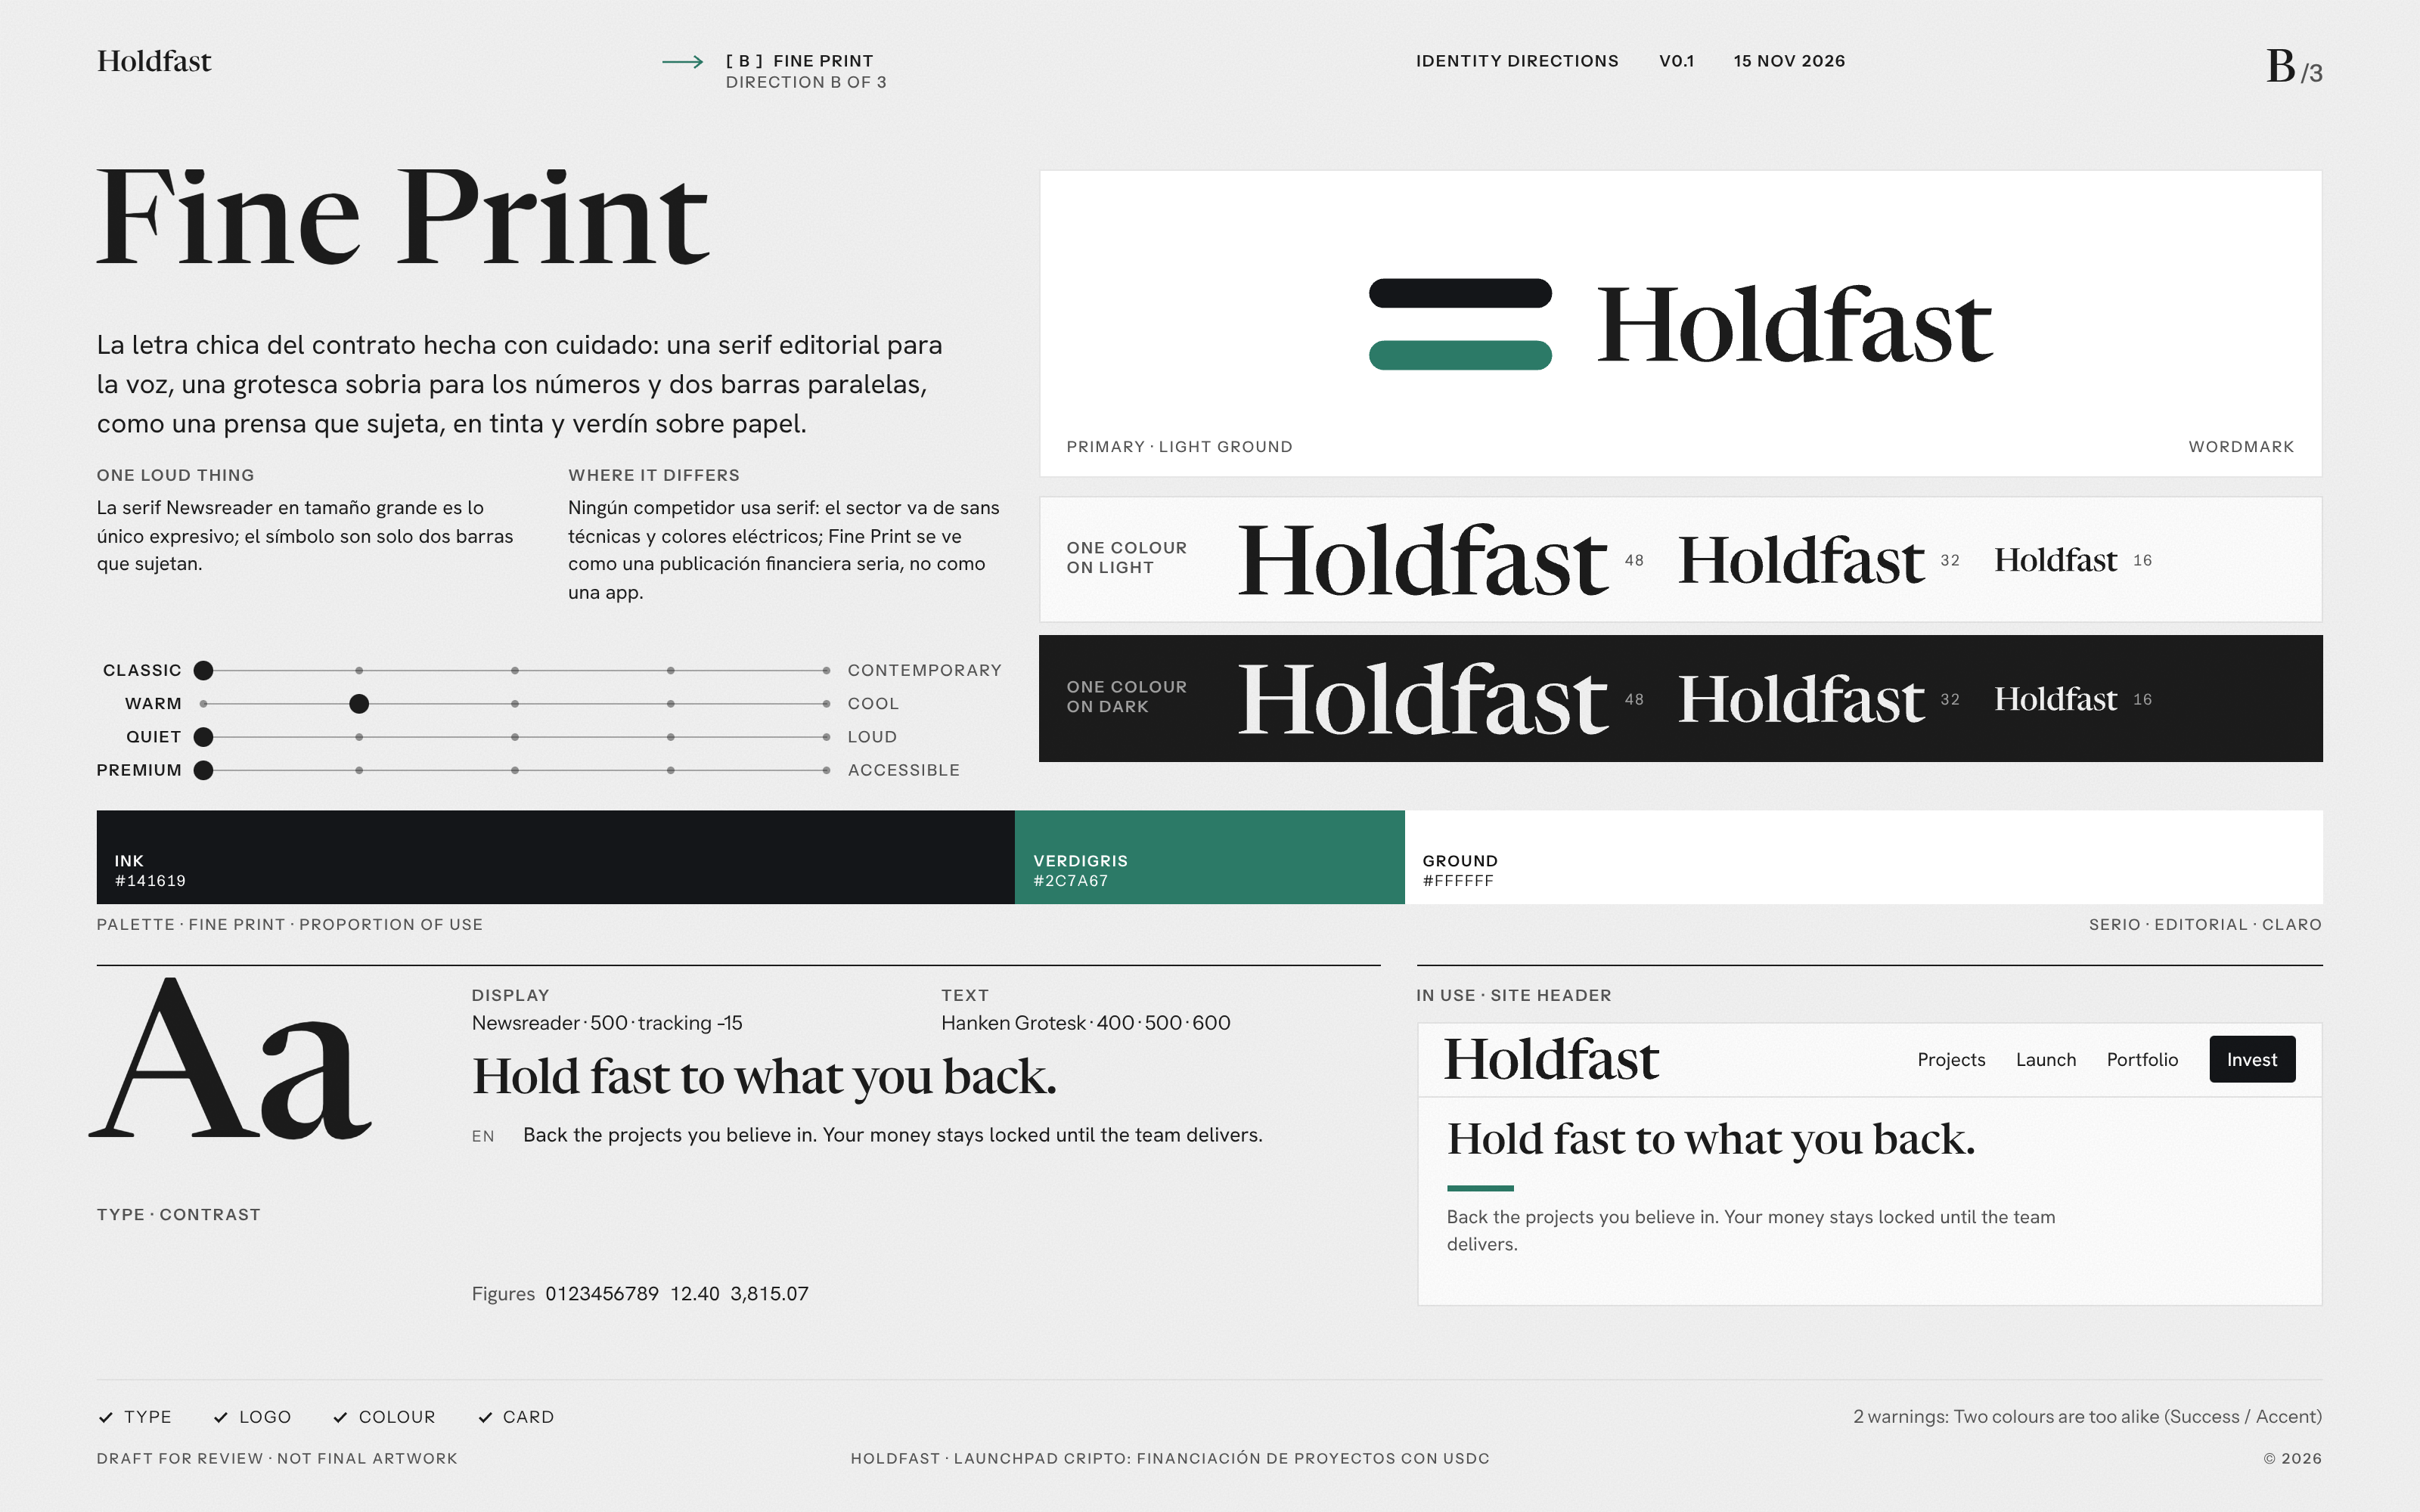 Holdfast
[ B ] FINE PRINT
DIRECTION B OF 3
IDENTITY DIRECTIONS V0.1 15 NOV 2026
B/3
Fine Print
La letra chica del contrato hecha con cuidado: una serif editorial para
la voz, una grotesca sobria para los números y dos barras paralelas,
como una prensa que sujeta, en tinta y verdín sobre papel.
ONE LOUD THING
La serif Newsreader en tamaño grande es lo
único expresivo; el símbolo son solo dos barras
que sujetan.
WHERE IT DIFFERS
Ningún competidor usa serif: el sector va de sans
técnicas y colores eléctricos; Fine Print se ve
como una publicación financiera seria, no como
una app.
CLASSIC CONTEMPORARY
WARM COOL
QUIET LOUD
PREMIUM ACCESSIBLE
Holdfast
PRIMARY · LIGHT GROUND WORDMARK
ONE COLOUR
ON LIGHT
Holdfast 48 Holdfast 32 Holdfast 16
ONE COLOUR
ON DARK
Holdfast 48 Holdfast 32 Holdfast 16
INK
#141619
VERDIGRIS
#2C7A67
GROUND
#FFFFFF
PALETTE · FINE PRINT · PROPORTION OF USE SERIO · EDITORIAL · CLARO
Aa
TYPE · CONTRAST
DISPLAY
Newsreader · 500 · tracking -15
TEXT
Hanken Grotesk · 400 · 500 · 600
Hold fast to what you back.
EN Back the projects you believe in. Your money stays locked until the team delivers.
Figures 0123456789 12.40 3,815.07
IN USE · SITE HEADER
Holdfast Projects Launch Portfolio Invest
Hold fast to what you back.
Back the projects you believe in. Your money stays locked until the team
delivers.
✓ TYPE ✓ LOGO ✓ COLOUR ✓ CARD
2 warnings: Two colours are too alike (Success / Accent)
DRAFT FOR REVIEW · NOT FINAL ARTWORK
HOLDFAST · LAUNCHPAD CRIPTO: FINANCIACIÓN DE PROYECTOS CON USDC
© 2026